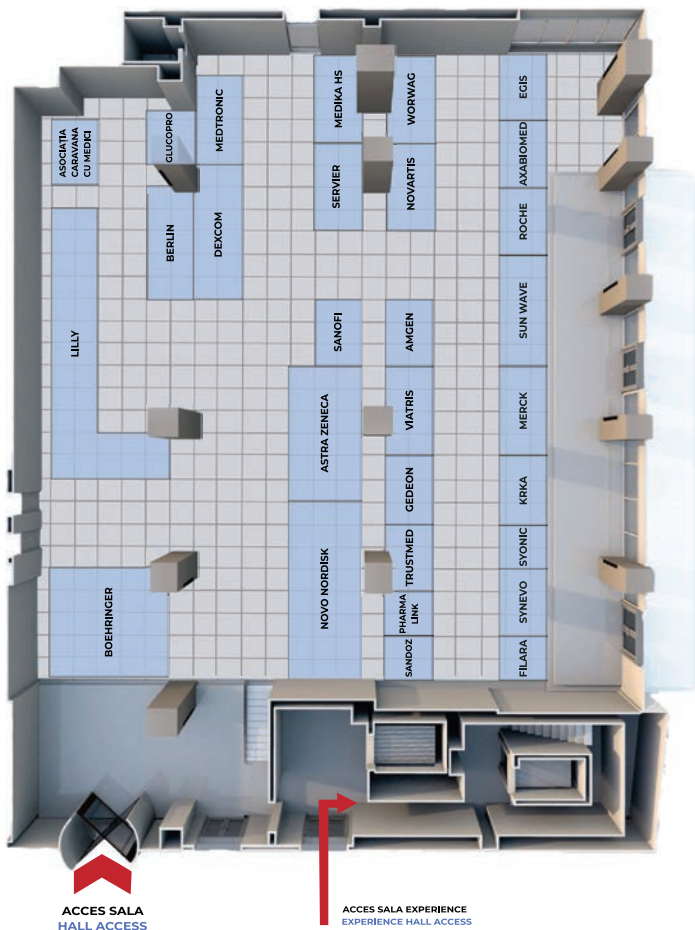 ASOCIAȚIA
CARAVANA
CU MEDICI
GLUCOPRO
MEDTRONIC
MEDIKA HS
WORWAG
EGIS
AXABIOMED
LILLY
BERLIN
DEXCOM
SERVIER
NOVARTIS
ROCHE
SANOFI
AMGEN
SUN WAVE
ASTRA ZENECA
VIATRIS
MERCK
GEDEON
KRKA
BOEHRINGER
NOVO NORDISK
TRUSTMED
SYONIC
PHARMA
LINK
SYNEVO
SANDOZ
FILARA
ACCES SALA
HALL ACCESS
ACCES SALA EXPERIENCE
EXPERIENCE HALL ACCESS